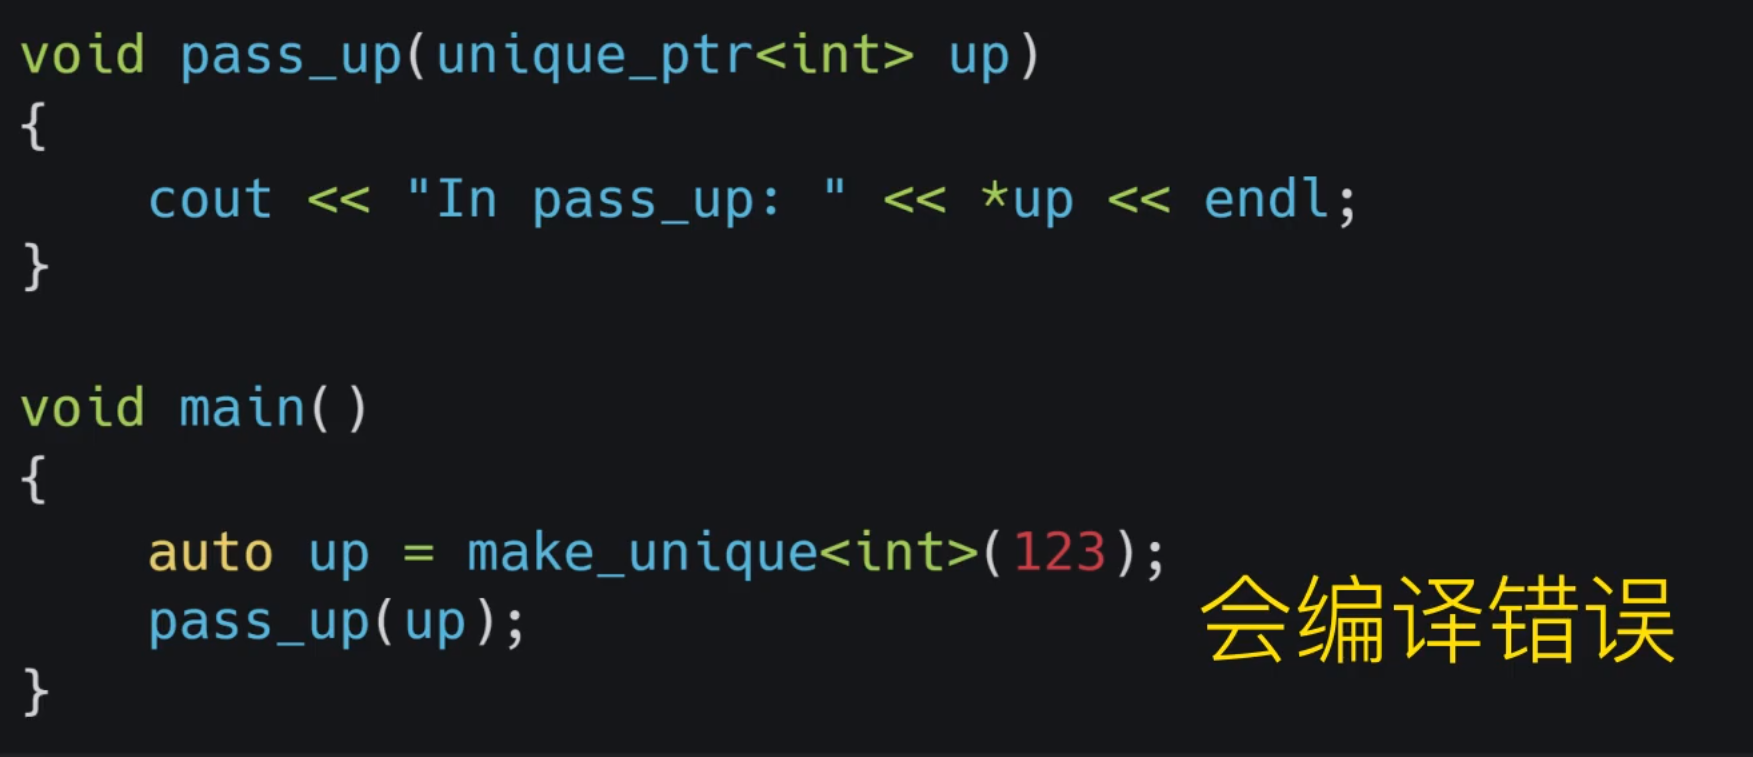 void pass_up(unique_ptr<int> up)
{
    cout << "In pass_up: " << *up << endl;
}
void main()
{
    auto up = make_unique<int>(123);
    pass_up(up);
会编译错误
}